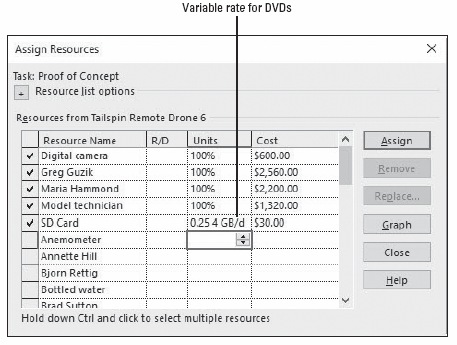 Variable rate for DVDs
Assign Resources
Task: Proof of Concept
+ Resource list options
Resources from Tailspin Remote Drone 6
Resource Name R/D Units Cost
Digital camera 100% $600.00
Greg Guzik 100% $2,560.00
Maria Hammond 100% $2,200.00
Model technician 100% $1,320.00
SD Card 0.25 4 GB/d $30.00
Anemometer
Annette Hill
Bjorn Rettig
Bottled water
Brad Sutton
Assign
Remove
Replace...
Graph
Close
Help
Hold down Ctrl and click to select multiple resources